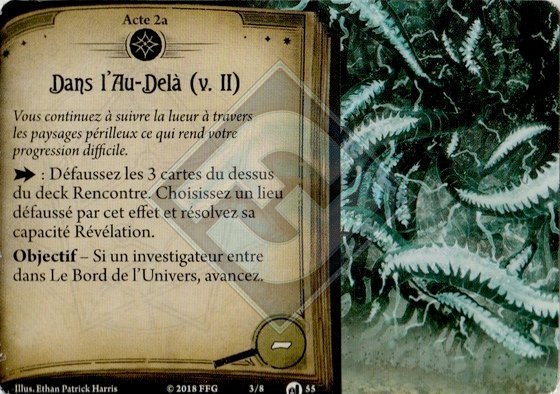 Acte 2a
Dans l'Au-Delà (v. II)
Vous continuez à suivre la lueur à travers
les paysages périlleux ce qui rend votre
progression difficile.
: Défaussez les 3 cartes du dessus
du deck Rencontre. Choisissez un lieu
défaussé par cet effet et résolvez sa
capacité Révélation.
Objectif – Si un investigateur entre
dans Le Bord de l'Univers, avancez.
–
Illus. Ethan Patrick Harris © 2018 FFG 3/8 55